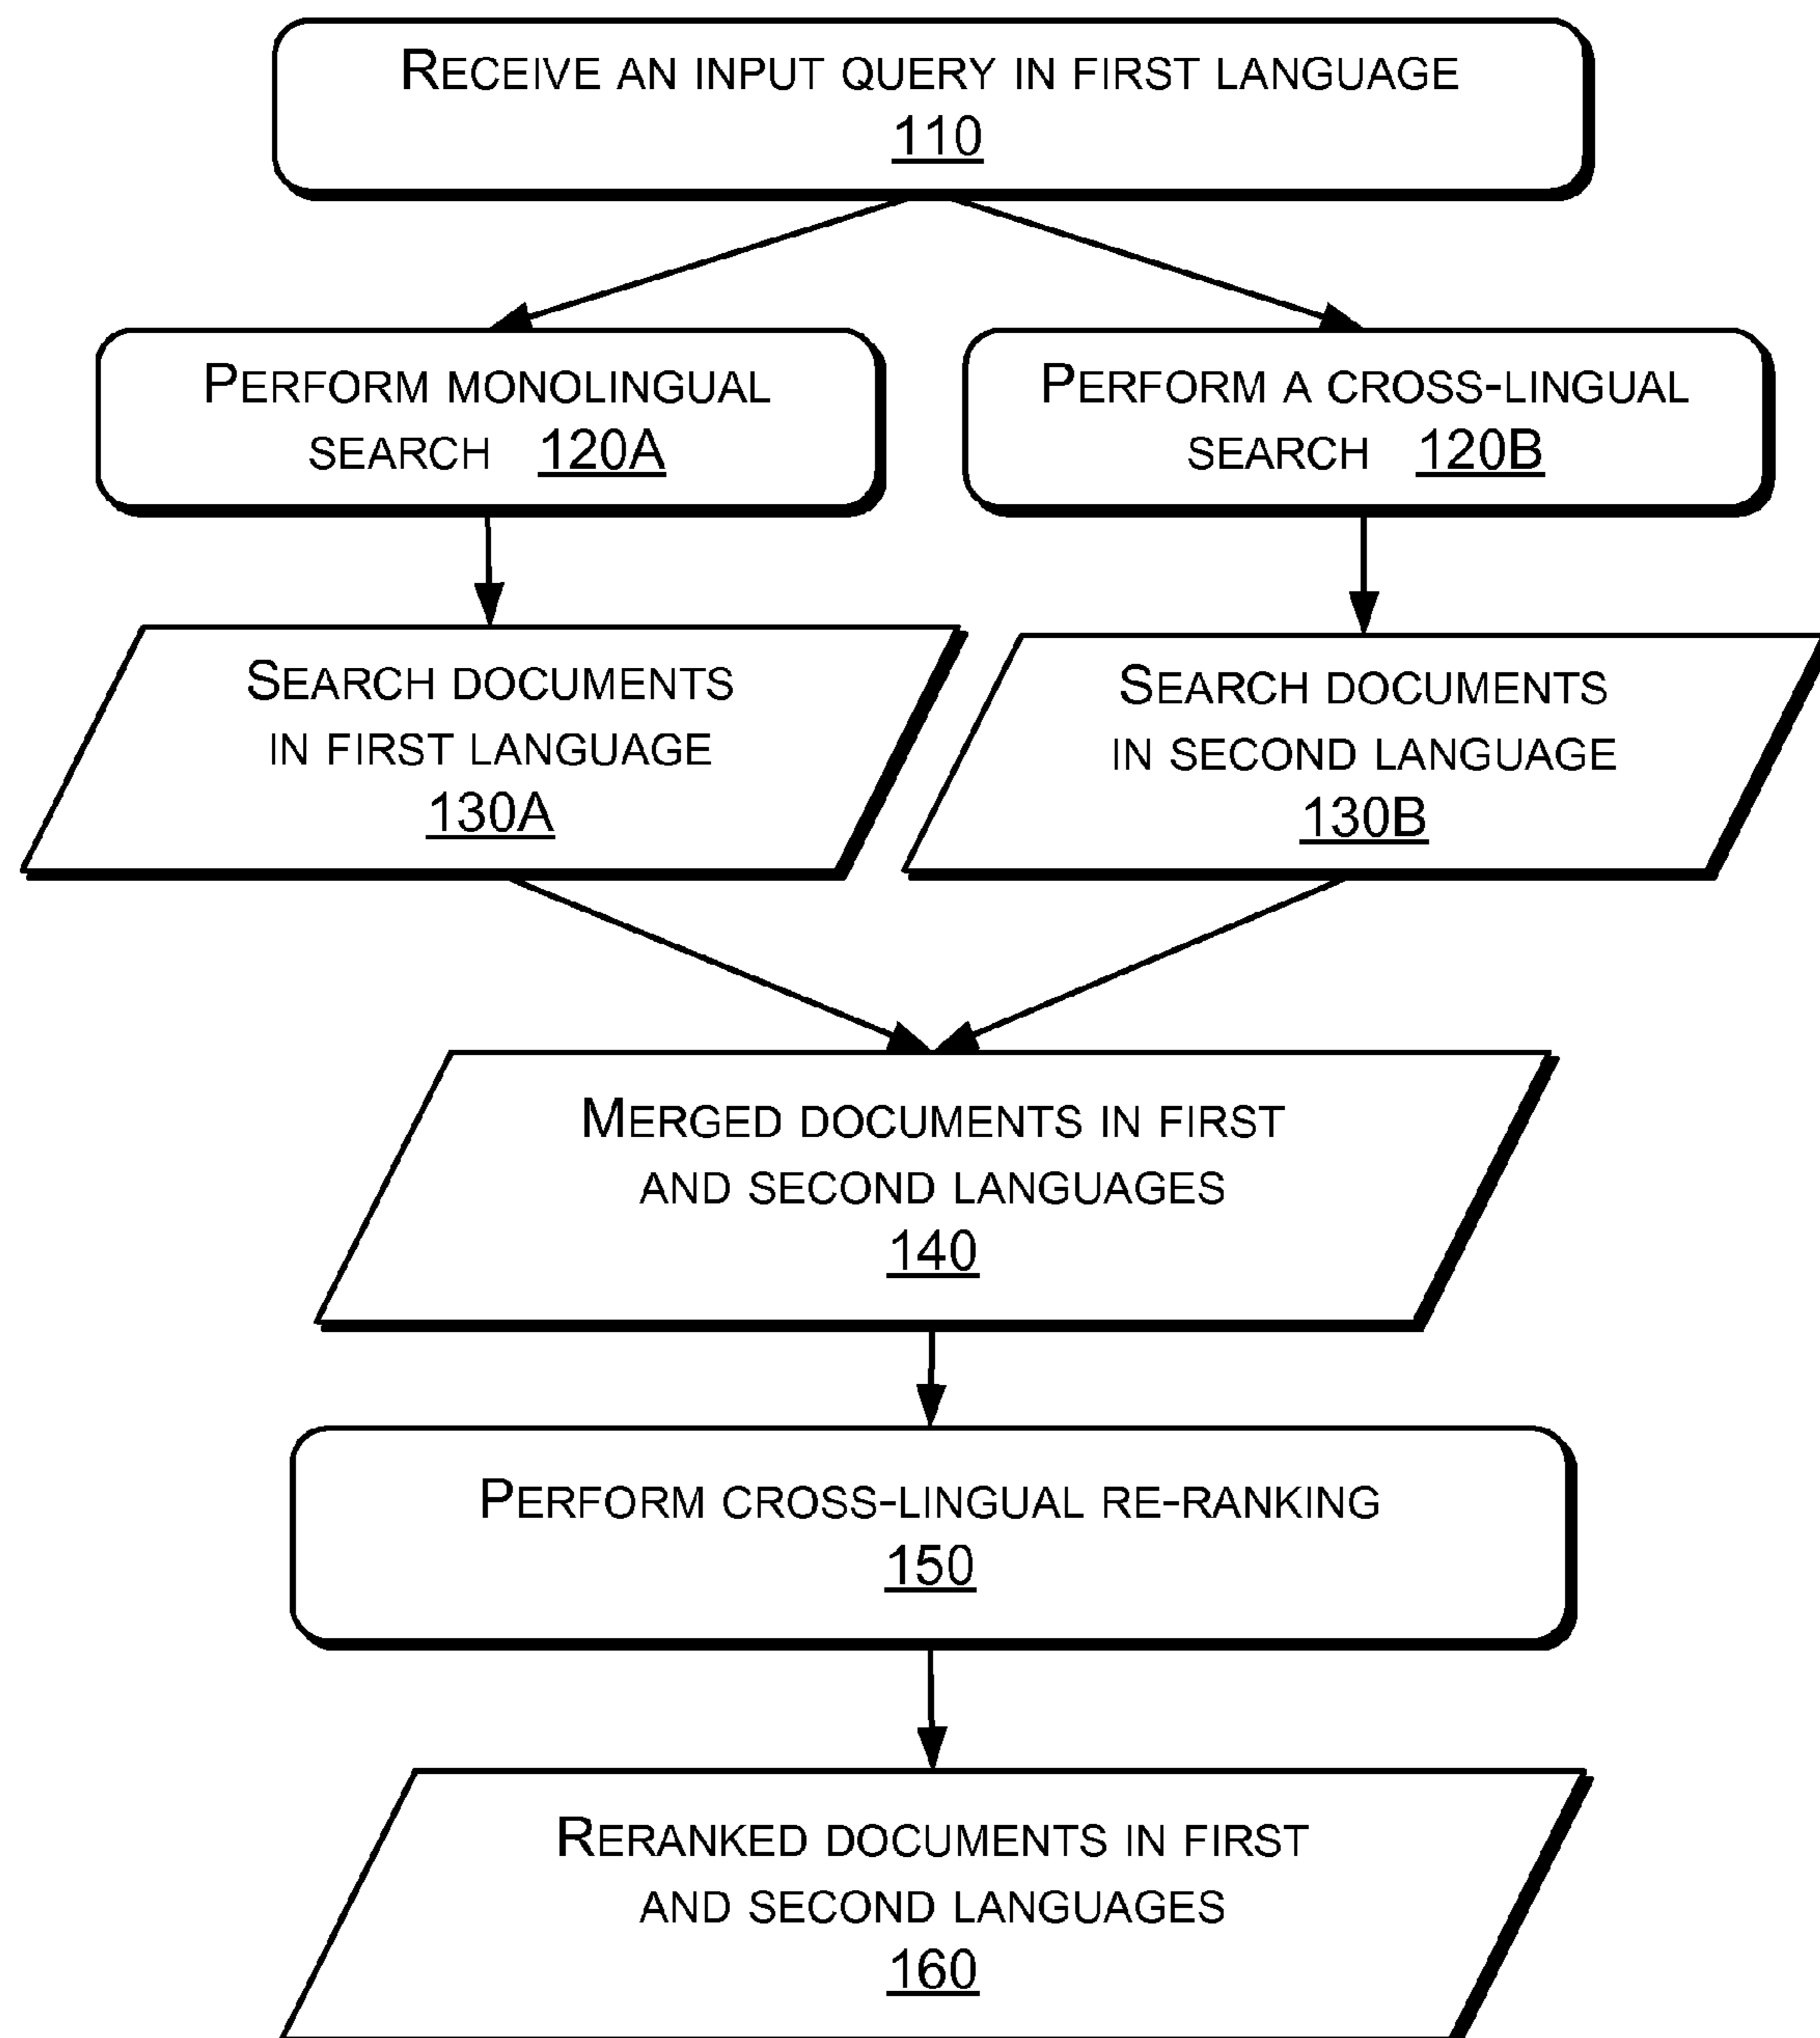 RECEIVE AN INPUT QUERY IN FIRST LANGUAGE
110
PERFORM MONOLINGUAL
SEARCH 120A
PERFORM A CROSS-LINGUAL
SEARCH 120B
SEARCH DOCUMENTS
IN FIRST LANGUAGE
130A
SEARCH DOCUMENTS
IN SECOND LANGUAGE
130B
MERGED DOCUMENTS IN FIRST
AND SECOND LANGUAGES
140
PERFORM CROSS-LINGUAL RE-RANKING
150
RERANKED DOCUMENTS IN FIRST
AND SECOND LANGUAGES
160